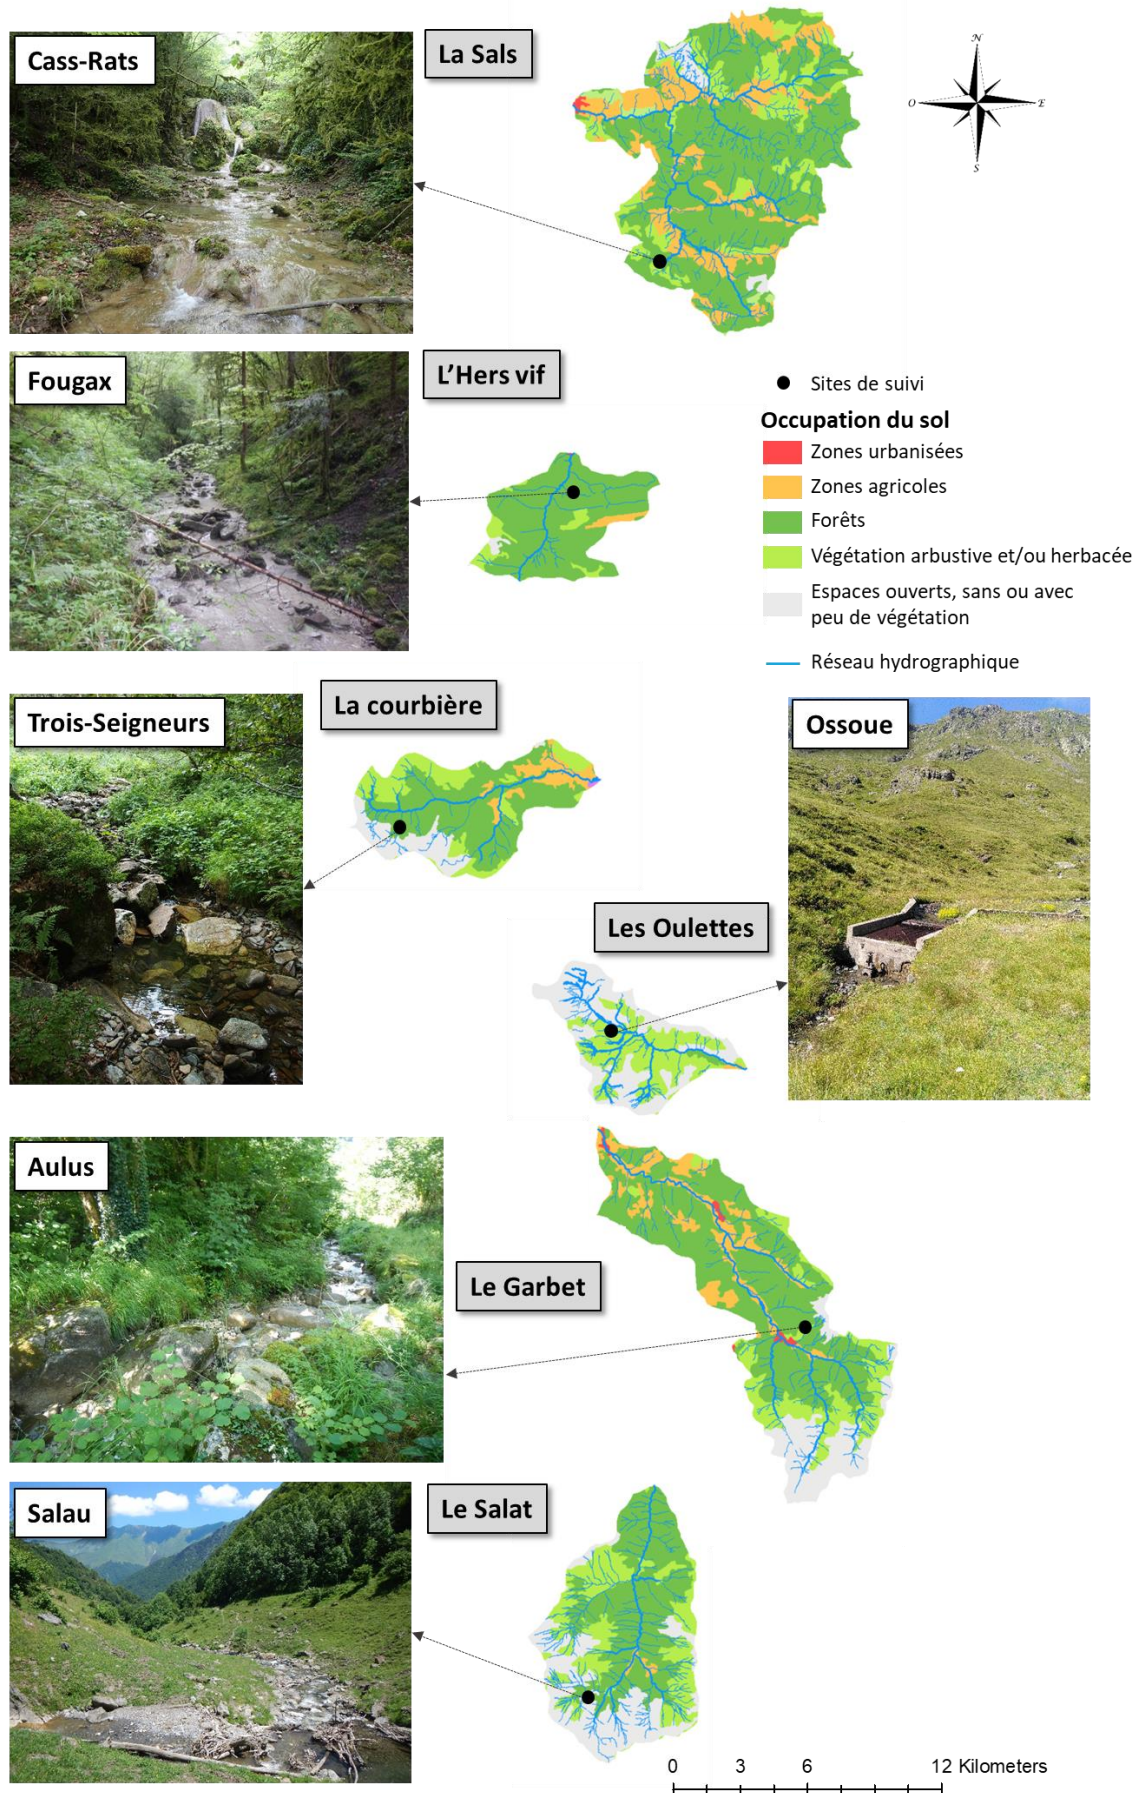 Cass-Rats
La Sals
N
O
E
S
Fougax
L'Hers vif
Sites de suivi
Occupation du sol
Zones urbanisées
Zones agricoles
Forêts
Végétation arbustive et/ou herbacée
Espaces ouverts, sans ou avec
peu de végétation
Réseau hydrographique
Trois-Seigneurs
La courbière
Ossoue
Les Oulettes
Aulus
Le Garbet
Salau
Le Salat
0 3 6 12 Kilometers